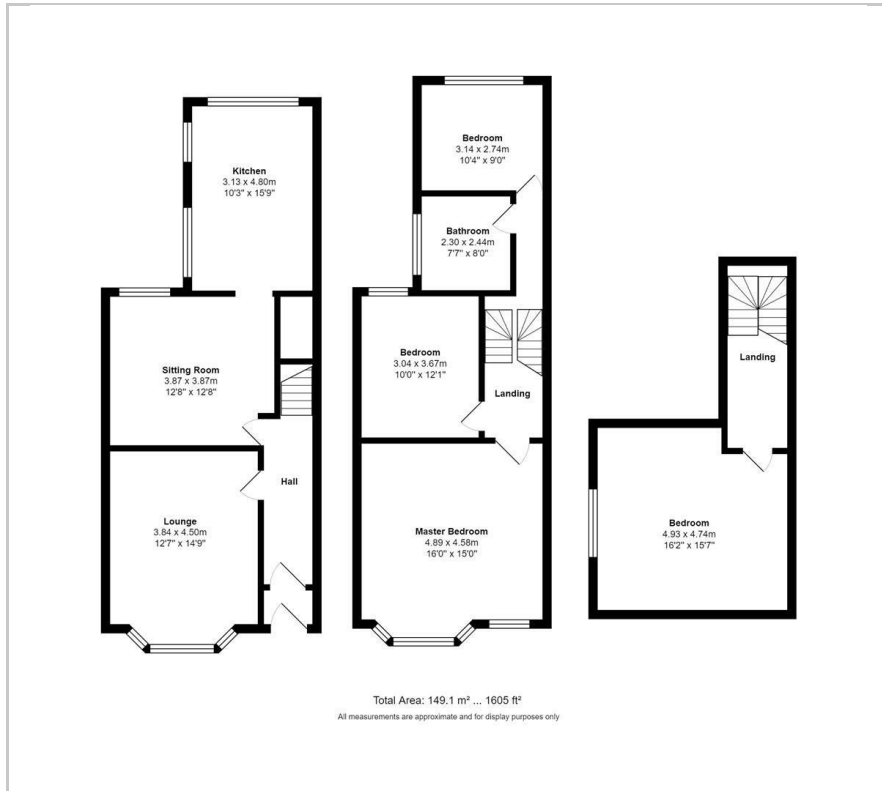 Kitchen
3.13 x 4.80m
10'3" x 15'9"
Sitting Room
3.87 x 3.87m
12'8" x 12'8"
Hall
Lounge
3.84 x 4.50m
12'7" x 14'9"
Bedroom
3.14 x 2.74m
10'4" x 9'0"
Bathroom
2.30 x 2.44m
7'7" x 8'0"
Bedroom
3.04 x 3.67m
10'0" x 12'1"
Landing
Master Bedroom
4.89 x 4.58m
16'0" x 15'0"
Landing
Bedroom
4.93 x 4.74m
16'2" x 15'7"
Total Area: 149.1 m² ... 1605 ft²
All measurements are approximate and for display purposes only